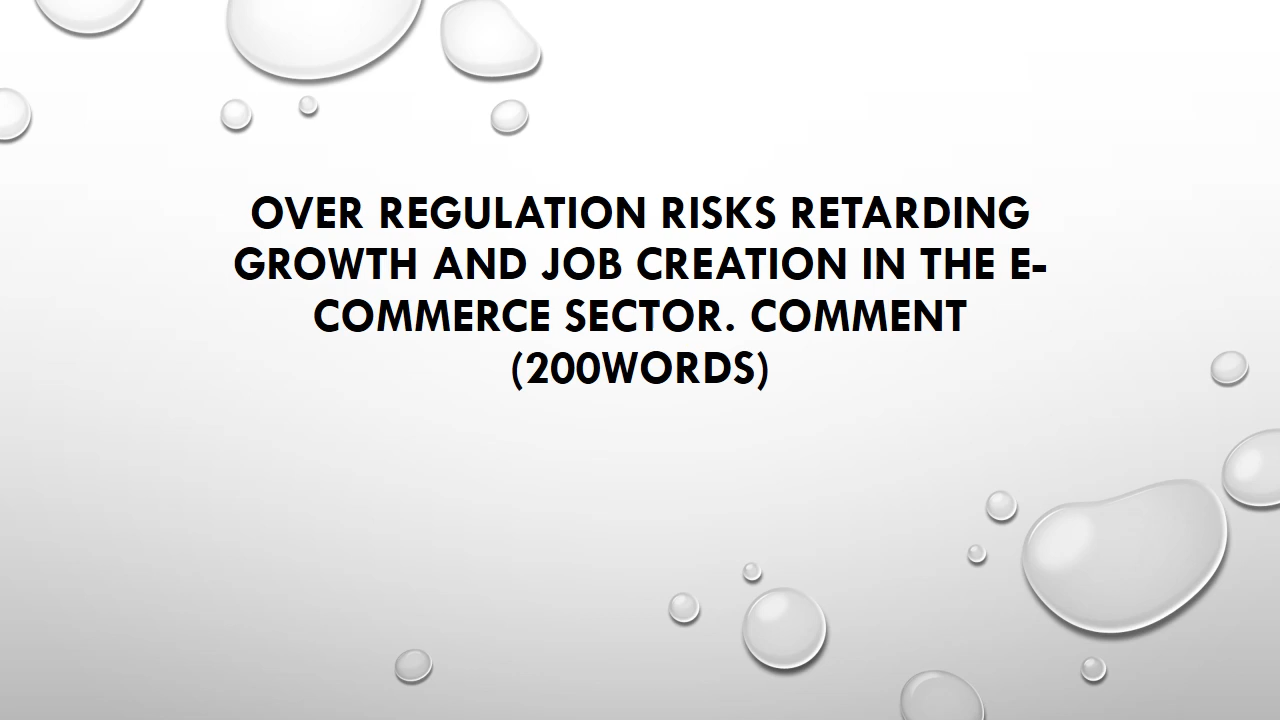 OVER REGULATION RISKS RETARDING
GROWTH AND JOB CREATION IN THE E-
COMMERCE SECTOR. COMMENT
(200WORDS)